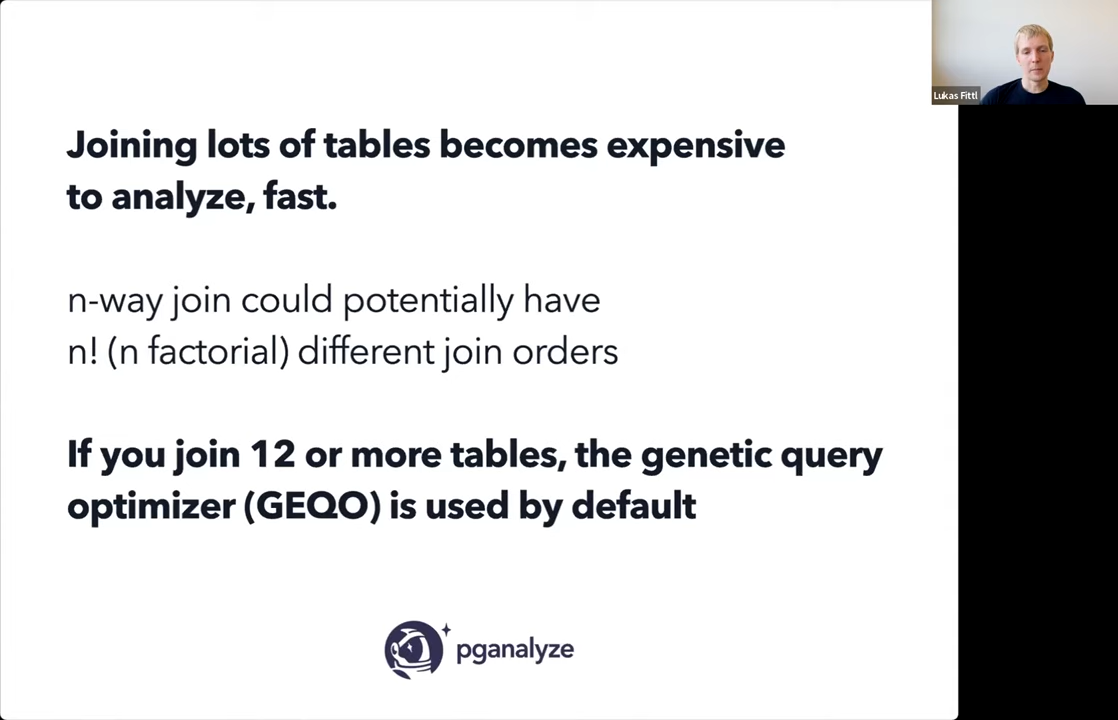 Joining lots of tables becomes expensive
to analyze, fast.
n-way join could potentially have
n! (n factorial) different join orders
If you join 12 or more tables, the genetic query
optimizer (GEQO) is used by default
pganalyze
Lukas Fittl